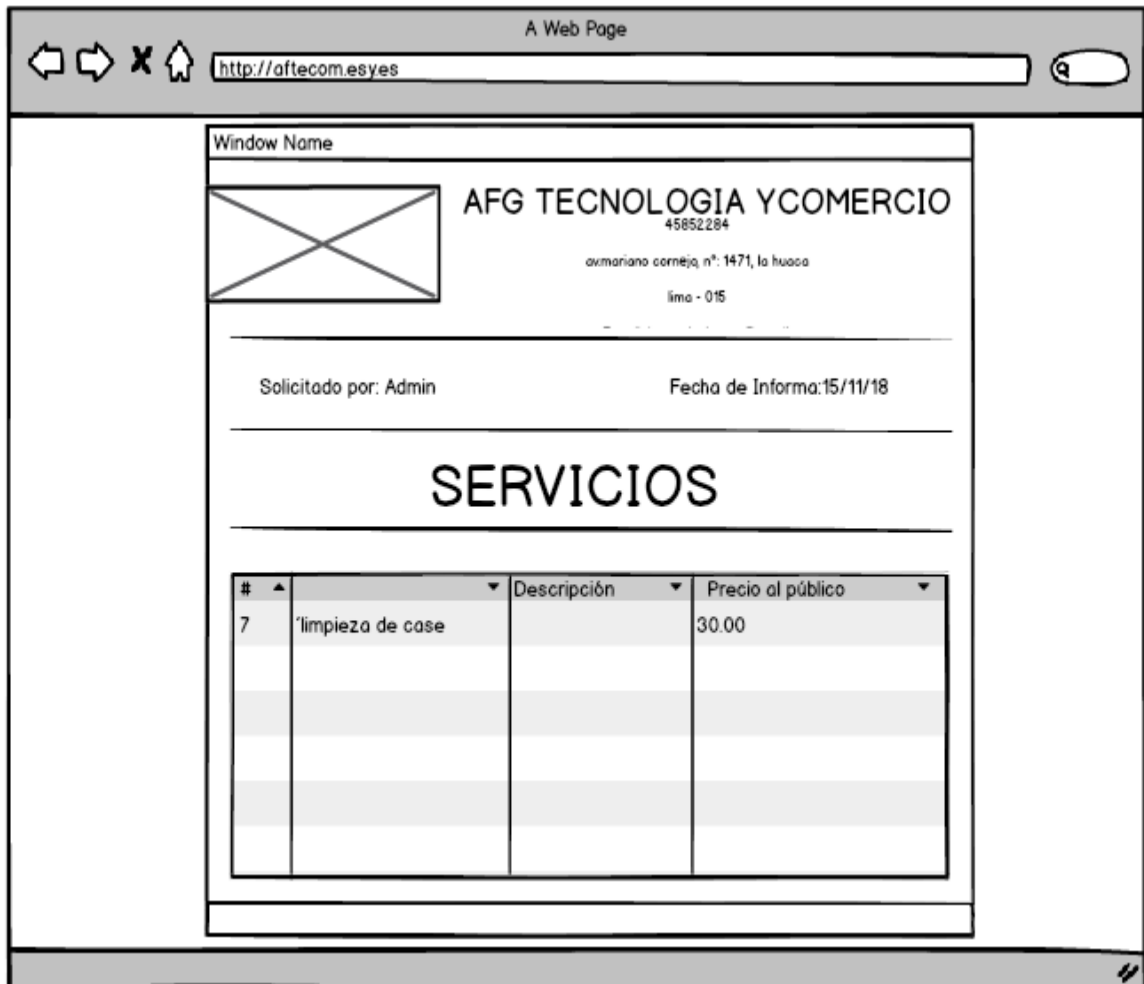 A Web Page
http://aftecom.esy.es
Window Name
AFG TECNOLOGIA YCOMERCIO
45852284
av.mariano cornejo, n°: 1471, la huaca
lima - 015
Solicitado por: Admin Fecha de Informa:15/11/18
SERVICIOS
# Descripción Precio al público
7 ´limpieza de case 30.00